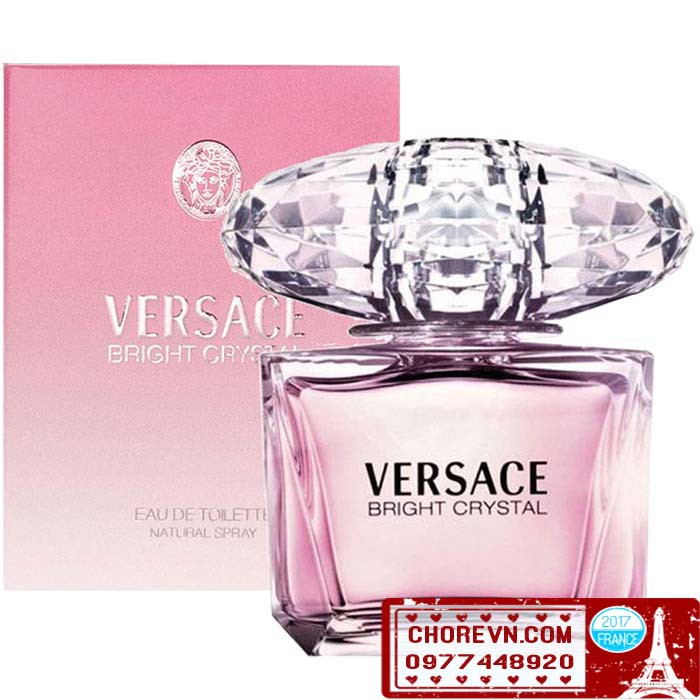 VERSACE
BRIGHT CRYSTAL
EAU DE TOILETTE
NATURAL SPRAY
VERSACE
BRIGHT CRYSTAL
CHOREVN.COM
0977448920
2017
FRANCE